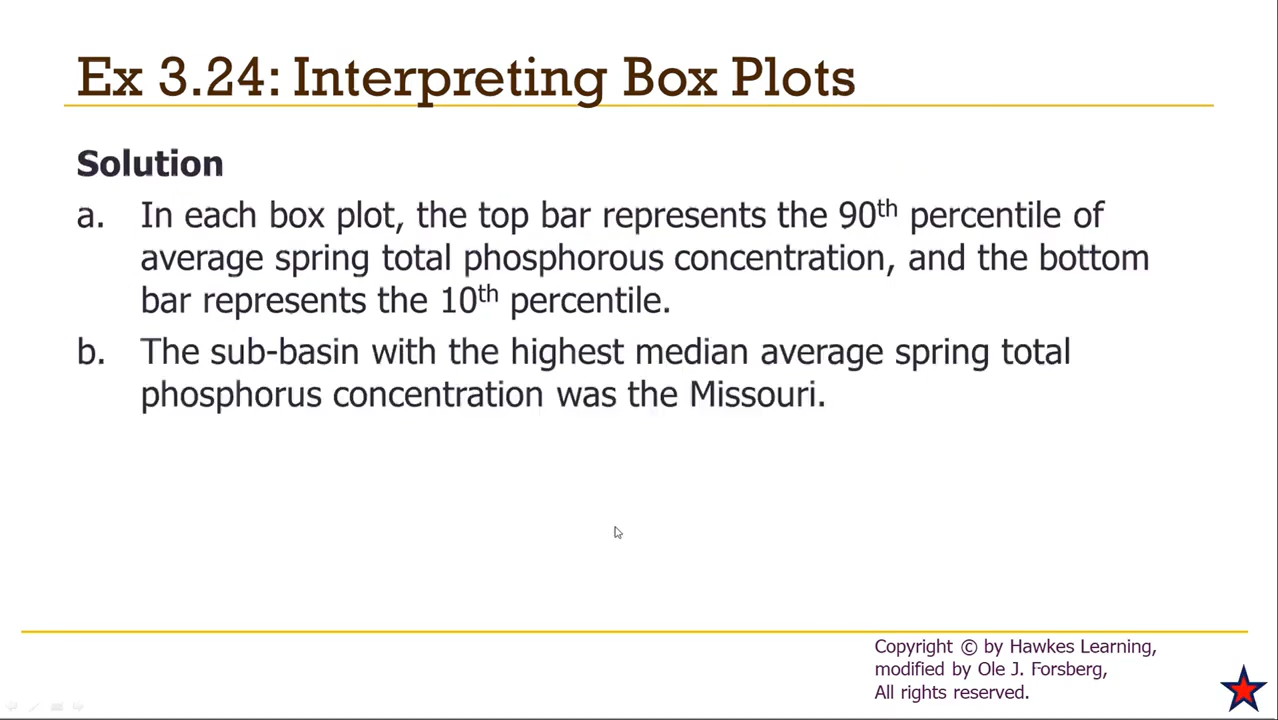 Ex 3.24: Interpreting Box Plots
Solution
a. In each box plot, the top bar represents the 90th percentile of
average spring total phosphorous concentration, and the bottom
bar represents the 10th percentile.
b. The sub-basin with the highest median average spring total
phosphorus concentration was the Missouri.
Copyright © by Hawkes Learning,
modified by Ole J. Forsberg,
All rights reserved.